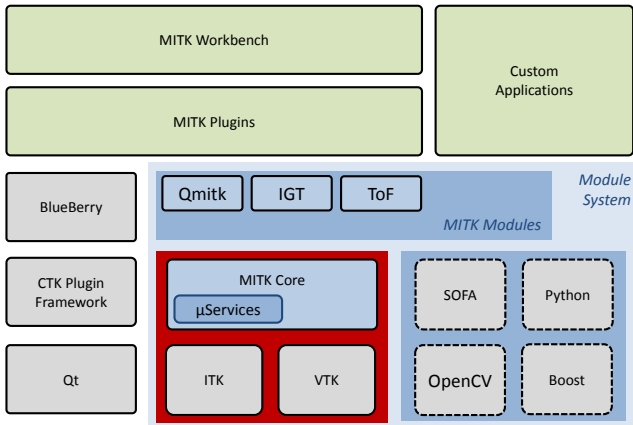 MITK Workbench
Custom
Applications
MITK Plugins
BlueBerry
Qmitk
IGT
ToF
Module
System
MITK Modules
CTK Plugin
Framework
MITK Core
µServices
SOFA
Python
Qt
ITK
VTK
OpenCV
Boost